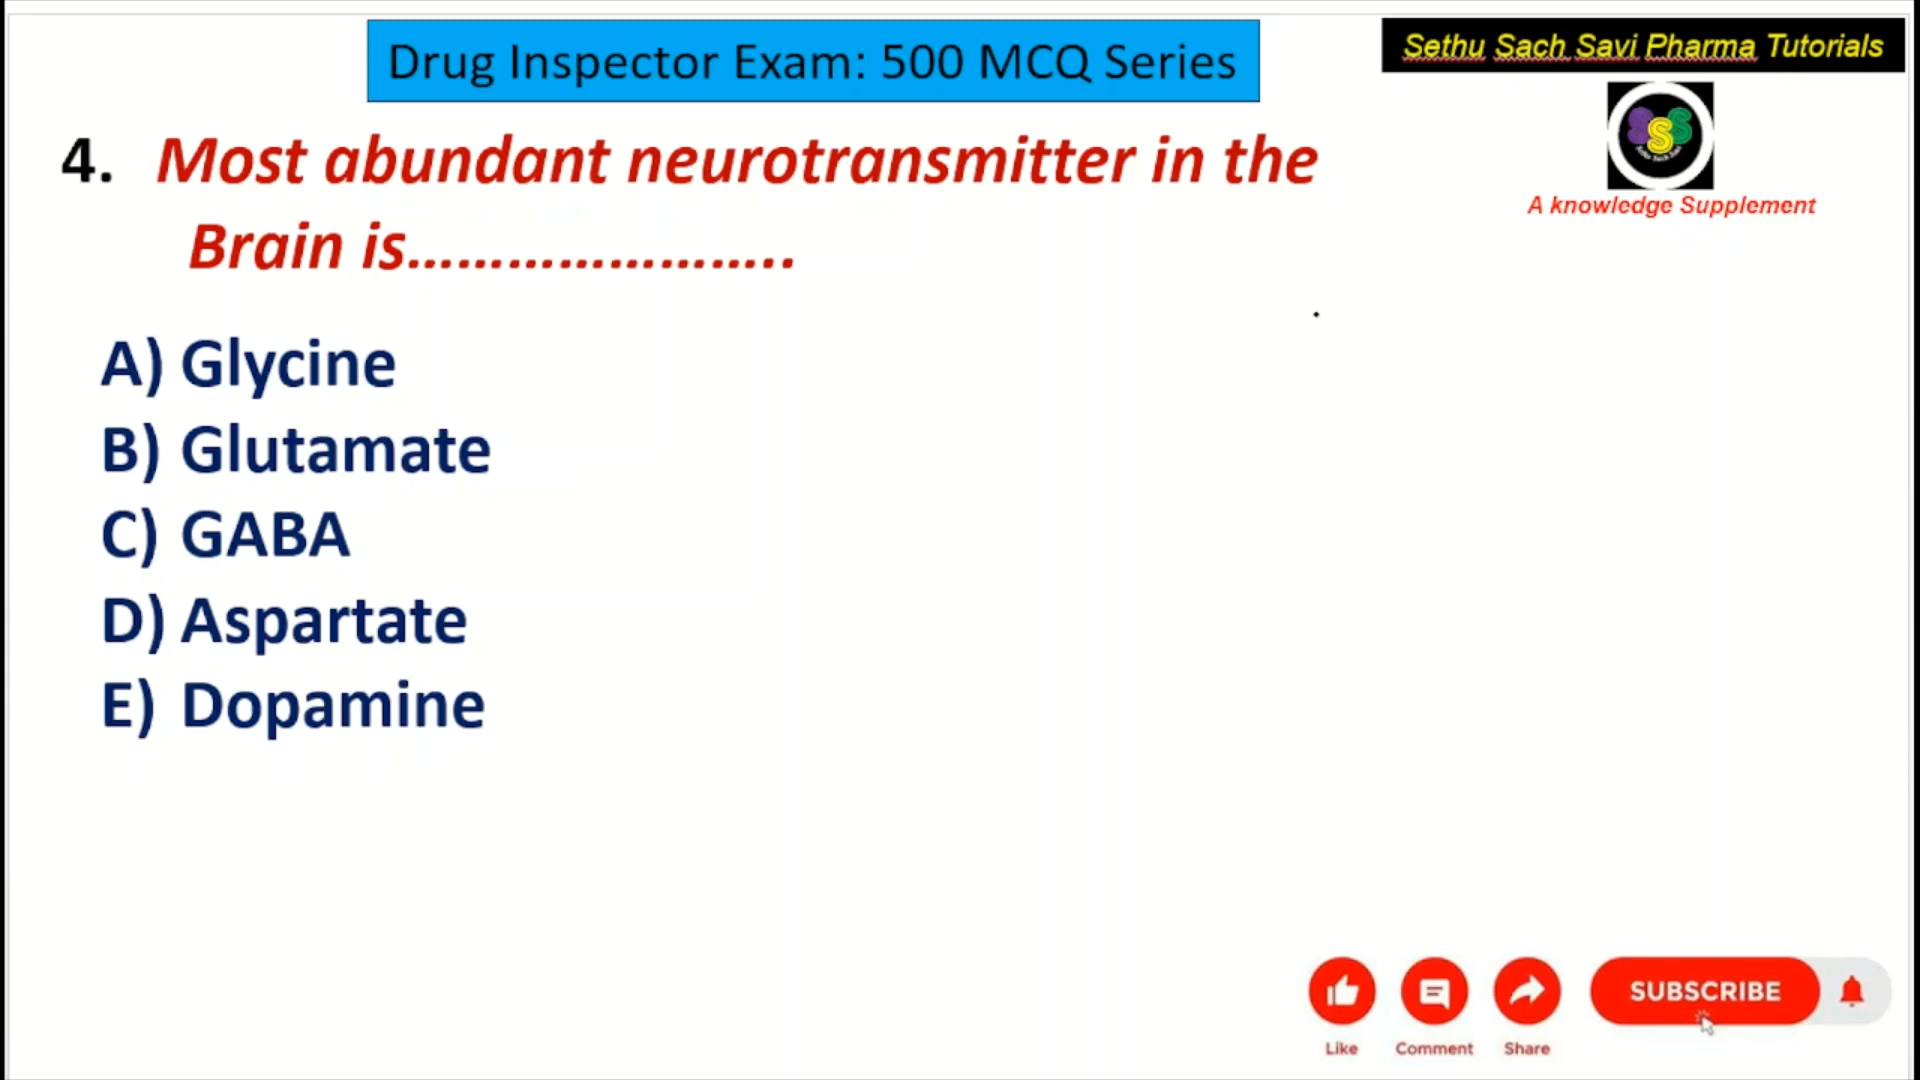 Drug Inspector Exam: 500 MCQ Series
Sethu Sach Savi Pharma Tutorials
SSS
A knowledge Supplement
4. Most abundant neurotransmitter in the
Brain is…………………..
A) Glycine
B) Glutamate
C) GABA
D) Aspartate
E) Dopamine
SUBSCRIBE
Like Comment Share